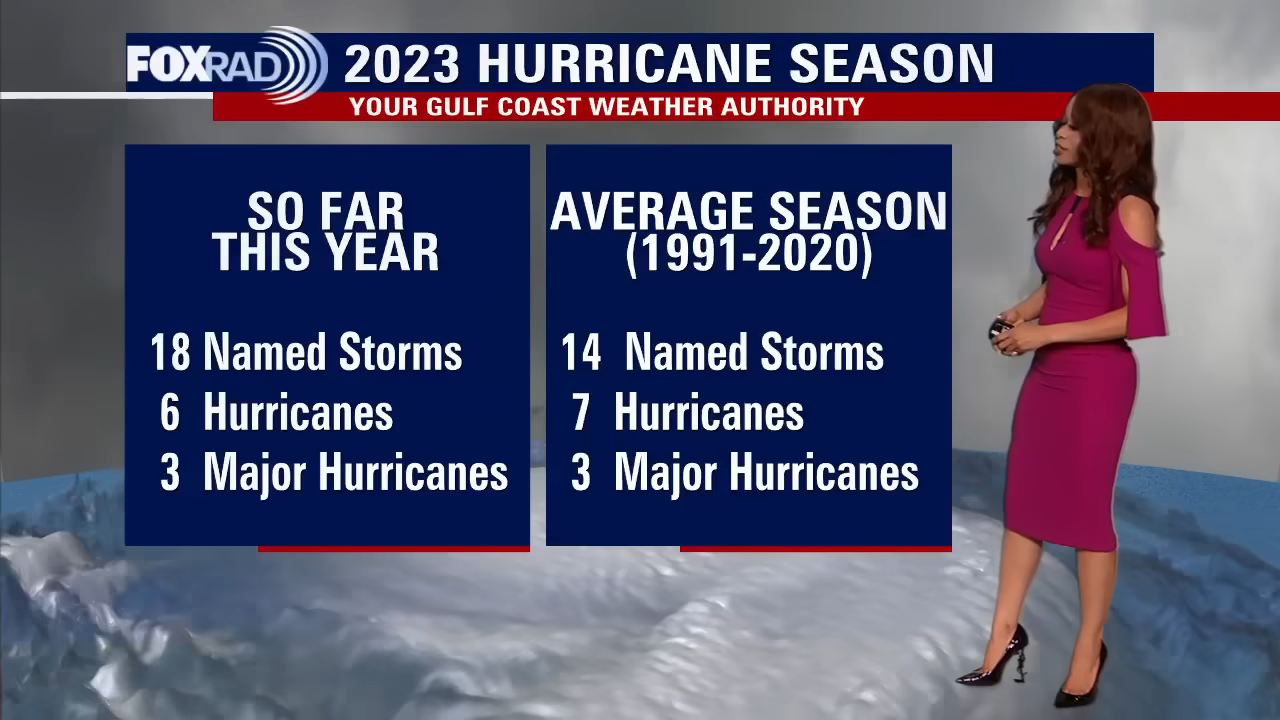 FOXRAD 2023 HURRICANE SEASON
YOUR GULF COAST WEATHER AUTHORITY
SO FAR
THIS YEAR
18 Named Storms
6 Hurricanes
3 Major Hurricanes
AVERAGE SEASON
(1991-2020)
14 Named Storms
7 Hurricanes
3 Major Hurricanes